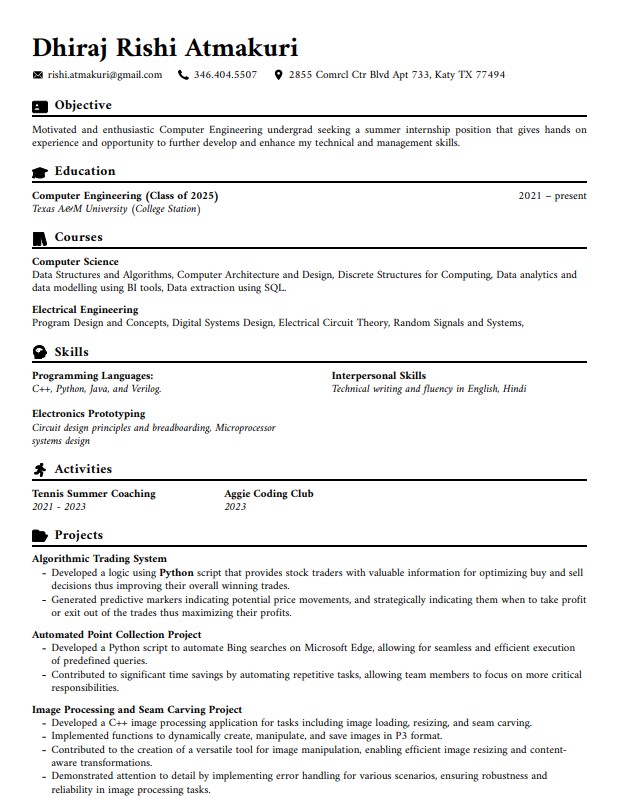 Dhiraj Rishi Atmakuri
rishi.atmakuri@gmail.com 346.404.5507 2855 Comrcl Ctr Blvd Apt 733, Katy TX 77494
Objective
Motivated and enthusiastic Computer Engineering undergrad seeking a summer internship position that gives hands on
experience and opportunity to further develop and enhance my technical and management skills.
Education
Computer Engineering (Class of 2025) 2021 – present
Texas A&M University (College Station)
Courses
Computer Science
Data Structures and Algorithms, Computer Architecture and Design, Discrete Structures for Computing, Data analytics and
data modelling using BI tools, Data extraction using SQL.
Electrical Engineering
Program Design and Concepts, Digital Systems Design, Electrical Circuit Theory, Random Signals and Systems,
Skills
Programming Languages: Interpersonal Skills
C++, Python, Java, and Verilog. Technical writing and fluency in English, Hindi
Electronics Prototyping
Circuit design principles and breadboarding, Microprocessor
systems design
Activities
Tennis Summer Coaching Aggie Coding Club
2021 - 2023 2023
Projects
Algorithmic Trading System
- Developed a logic using Python script that provides stock traders with valuable information for optimizing buy and sell
decisions thus improving their overall winning trades.
- Generated predictive markers indicating potential price movements, and strategically indicating them when to take profit
or exit out of the trades thus maximizing their profits.
Automated Point Collection Project
- Developed a Python script to automate Bing searches on Microsoft Edge, allowing for seamless and efficient execution
of predefined queries.
- Contributed to significant time savings by automating repetitive tasks, allowing team members to focus on more critical
responsibilities.
Image Processing and Seam Carving Project
- Developed a C++ image processing application for tasks including image loading, resizing, and seam carving.
- Implemented functions to dynamically create, manipulate, and save images in P3 format.
- Contributed to the creation of a versatile tool for image manipulation, enabling efficient image resizing and content-
aware transformations.
- Demonstrated attention to detail by implementing error handling for various scenarios, ensuring robustness and
reliability in image processing tasks.